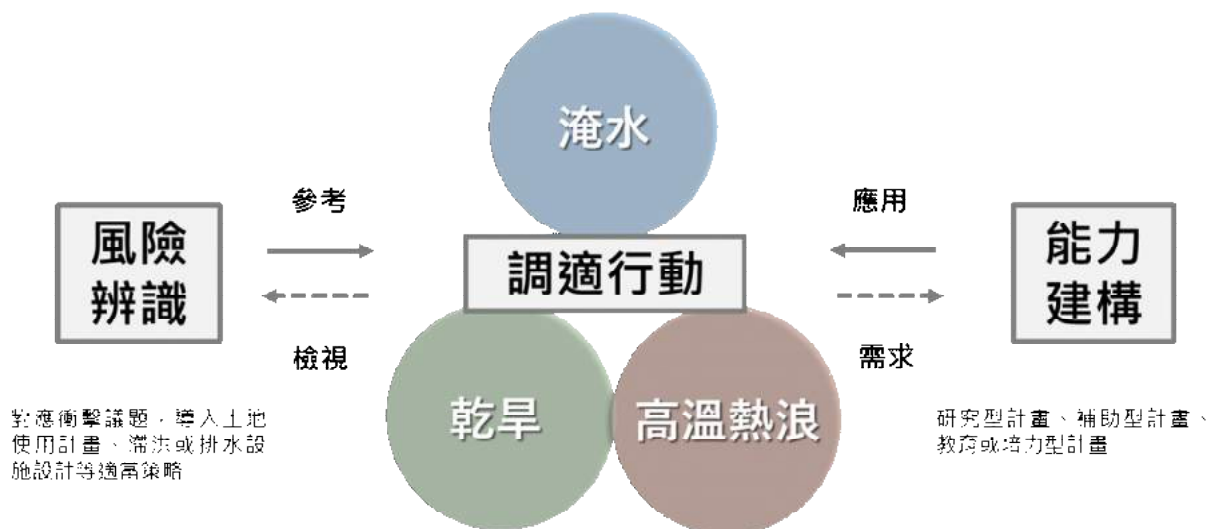 淹水
參考
應用
風險
辨識
調適行動
能力
建構
檢視
需求
乾旱
高溫熱浪
對應衝擊議題，導入土地
使用計畫、滯洪或排水設
施設計等適當策略
研究型計畫、補助型計畫、
教育或培力型計畫